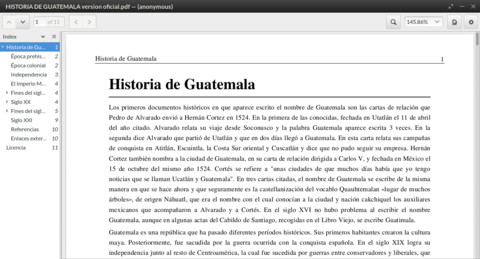 HISTORIA DE GUATEMALA version oficial.pdf — (anonymous)
1 of 11
145.86%
Index
Historia de Gu... 1
Época prehis... 2
Época colonial 2
Independencia 3
El Imperio M... 4
Fines del sigl... 4
Siglo XX 4
Fines del sigl... 5
Siglo XXI 9
Referencias 10
Enlaces exter... 10
Licencia 11
Historia de Guatemala 1
Historia de Guatemala
Los primeros documentos históricos en que aparece escrito el nombre de Guatemala son las cartas de relación que
Pedro de Alvarado envió a Hernán Cortez en 1524. En la primera de las conocidas, fechada en Utatlen el 11 de abril
del año citado. Alvarado relata su viaje desde Soconusco y la palabra Guatemala aparece escrita 3 veces. En la
segunda dice Alvarado que partió de Utatlán y que en dos días llegó a Guatemala. En esta carta relata sus campañas
de conquista en Atitlán, Escuintla, la Costa Sur oriental y Cuscatlán y dice que no pudo seguir su empresa. Hernán
Cortez también nombra a la ciudad de Guatemala, en su carta de relación dirigida a Carlos V, y fechada en México el
15 de octubre del mismo año 1524. Cortés se refiere a "unas ciudades de que muchos días había que yo tengo
noticias que se llaman Ucatlán y Guatemala". En tres cartas citadas, el nombre de Guatemala se escribe de la misma
manera en que se hace ahora y que seguramente es la castellanización del vocablo Quauhtemalan «lugar de muchos
árboles», de origen Náhuatl, que era el nombre con el cual conocían a la ciudad y nación cakchiquel los auxiliares
mexicanos que acompañaron a Alvarado y a Cortés. En el siglo XVI no hubo problema al escribir el nombre
Guatemala, aunque en algunas actas del Cabildo de Santiago, recogidas en el Libro Viejo, se escribe Guatimala.
Guatemala es una república que ha pasado diferentes períodos históricos. Sus primeros habitantes crearon la cultura
maya. Posteriormente, fue sacudida por la guerra ocurrida con la conquista española. En el siglo XIX logra su
independencia junto al resto de Centroamérica, la cual fue sucedida por guerras entre conservadores y liberales, que